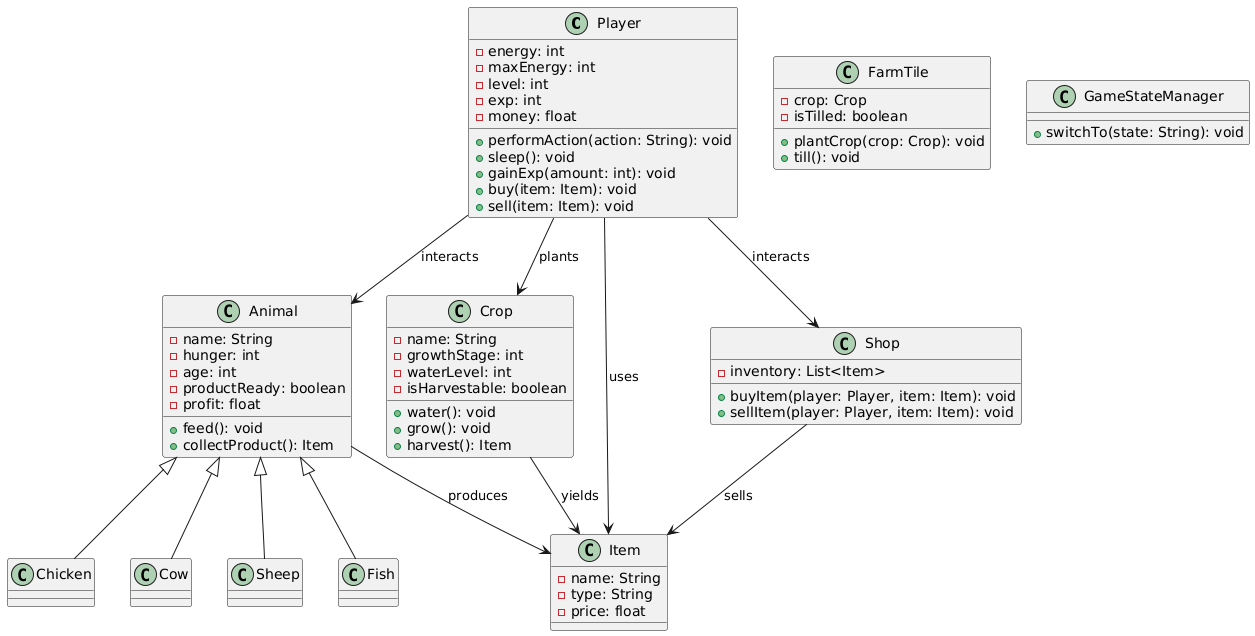 C Player
energy: int
maxEnergy: int
level: int
exp: int
money: float
performAction(action: String): void
sleep(): void
gainExp(amount: int): void
buy(item: Item): void
sell(item: Item): void
C FarmTile
crop: Crop
isTilled: boolean
plantCrop(crop: Crop): void
till(): void
C GameStateManager
switchTo(state: String): void
interacts
plants
interacts
C Animal
name: String
hunger: int
age: int
productReady: boolean
profit: float
feed(): void
collectProduct(): Item
C Crop
name: String
growthStage: int
waterLevel: int
isHarvestable: boolean
water(): void
grow(): void
harvest(): Item
uses
C Shop
inventory: List<Item>
buyItem(player: Player, item: Item): void
sellItem(player: Player, item: Item): void
produces
yields
sells
C Chicken
C Cow
C Sheep
C Fish
C Item
name: String
type: String
price: float